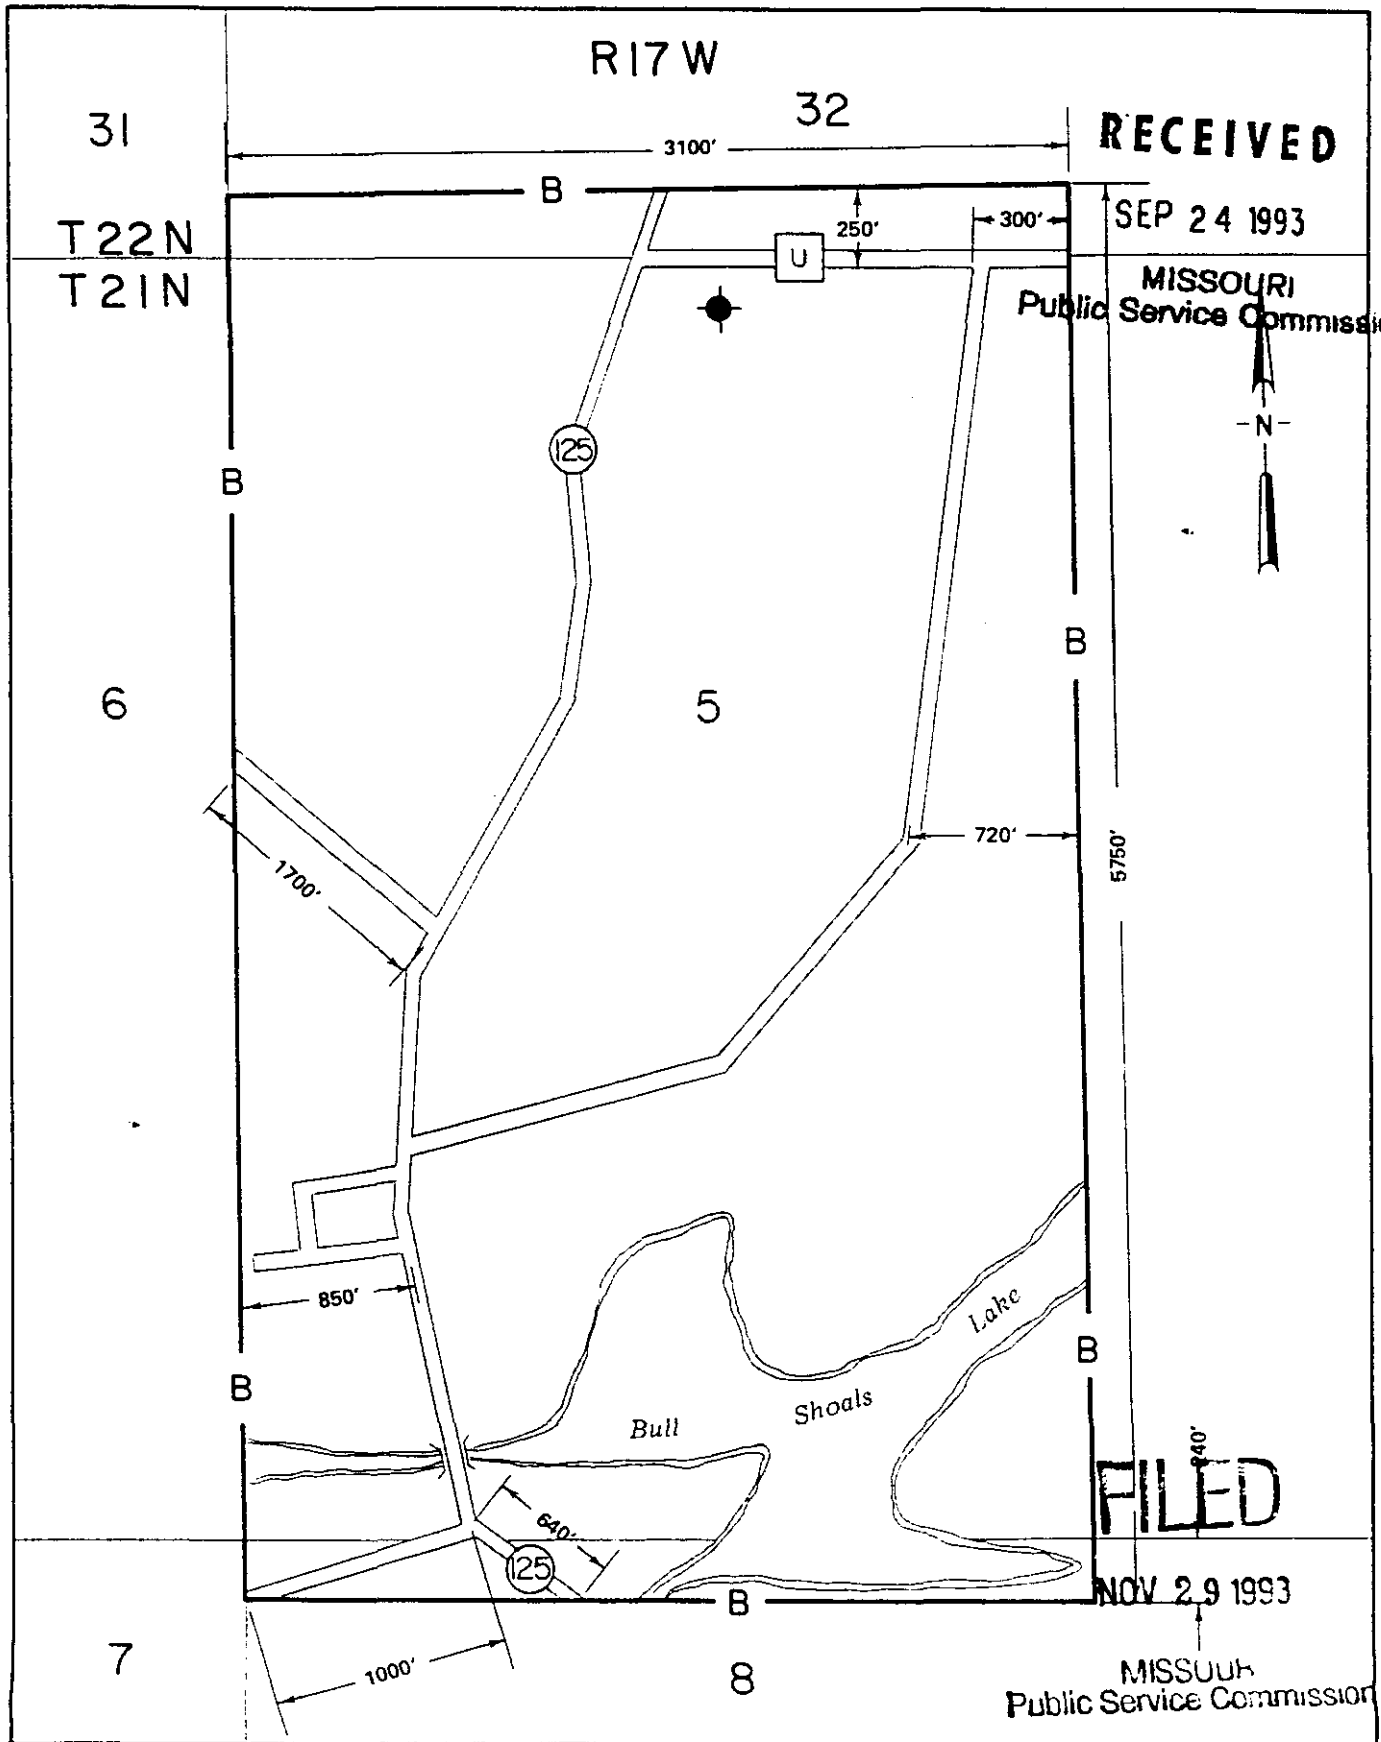 R17W
31
32
RECEIVED
3100'
B
SEP 24 1993
T22N
250'
300'
U
T21N
MISSOURI
Public Service Commissi
125
-N-
B
B
6
5
720'
5750'
1700'
850'
Lake
B
B
Shoals
Bull
FILED
640'
125
B
NOV 29 1993
7
1000'
8
Public Service Commission